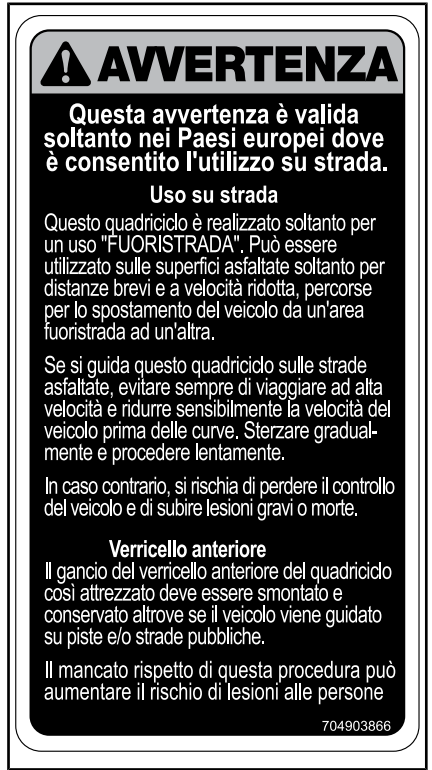 AVVERTENZA
Questa avvertenza è valida
soltanto nei Paesi europei dove
è consentito l'utilizzo su strada.
Uso su strada
Questo quadriciclo è realizzato soltanto per
un uso "FUORISTRADA". Può essere
utilizzato sulle superfici asfaltate soltanto per
distanze brevi e a velocità ridotta, percorse
per lo spostamento del veicolo da un'area
fuoristrada ad un'altra.
Se si guida questo quadriciclo sulle strade
asfaltate, evitare sempre di viaggiare ad alta
velocità e ridurre sensibilmente la velocità del
veicolo prima delle curve. Sterzare gradual-
mente e procedere lentamente.
In caso contrario, si rischia di perdere il controllo
del veicolo e di subire lesioni gravi o morte.
Verricello anteriore
Il gancio del verricello anteriore del quadriciclo
così attrezzato deve essere smontato e
conservato altrove se il veicolo viene guidato
su piste e/o strade pubbliche.
Il mancato rispetto di questa procedura può
aumentare il rischio di lesioni alle persone
704903866